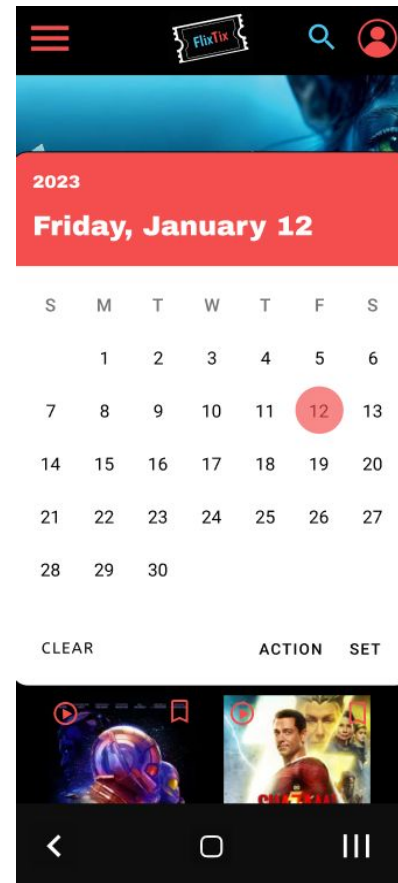 FlixTix
2023
Friday, January 12
S M T W T F S
1 2 3 4 5 6
7 8 9 10 11 12 13
14 15 16 17 18 19 20
21 22 23 24 25 26 27
28 29 30
CLEAR ACTION SET